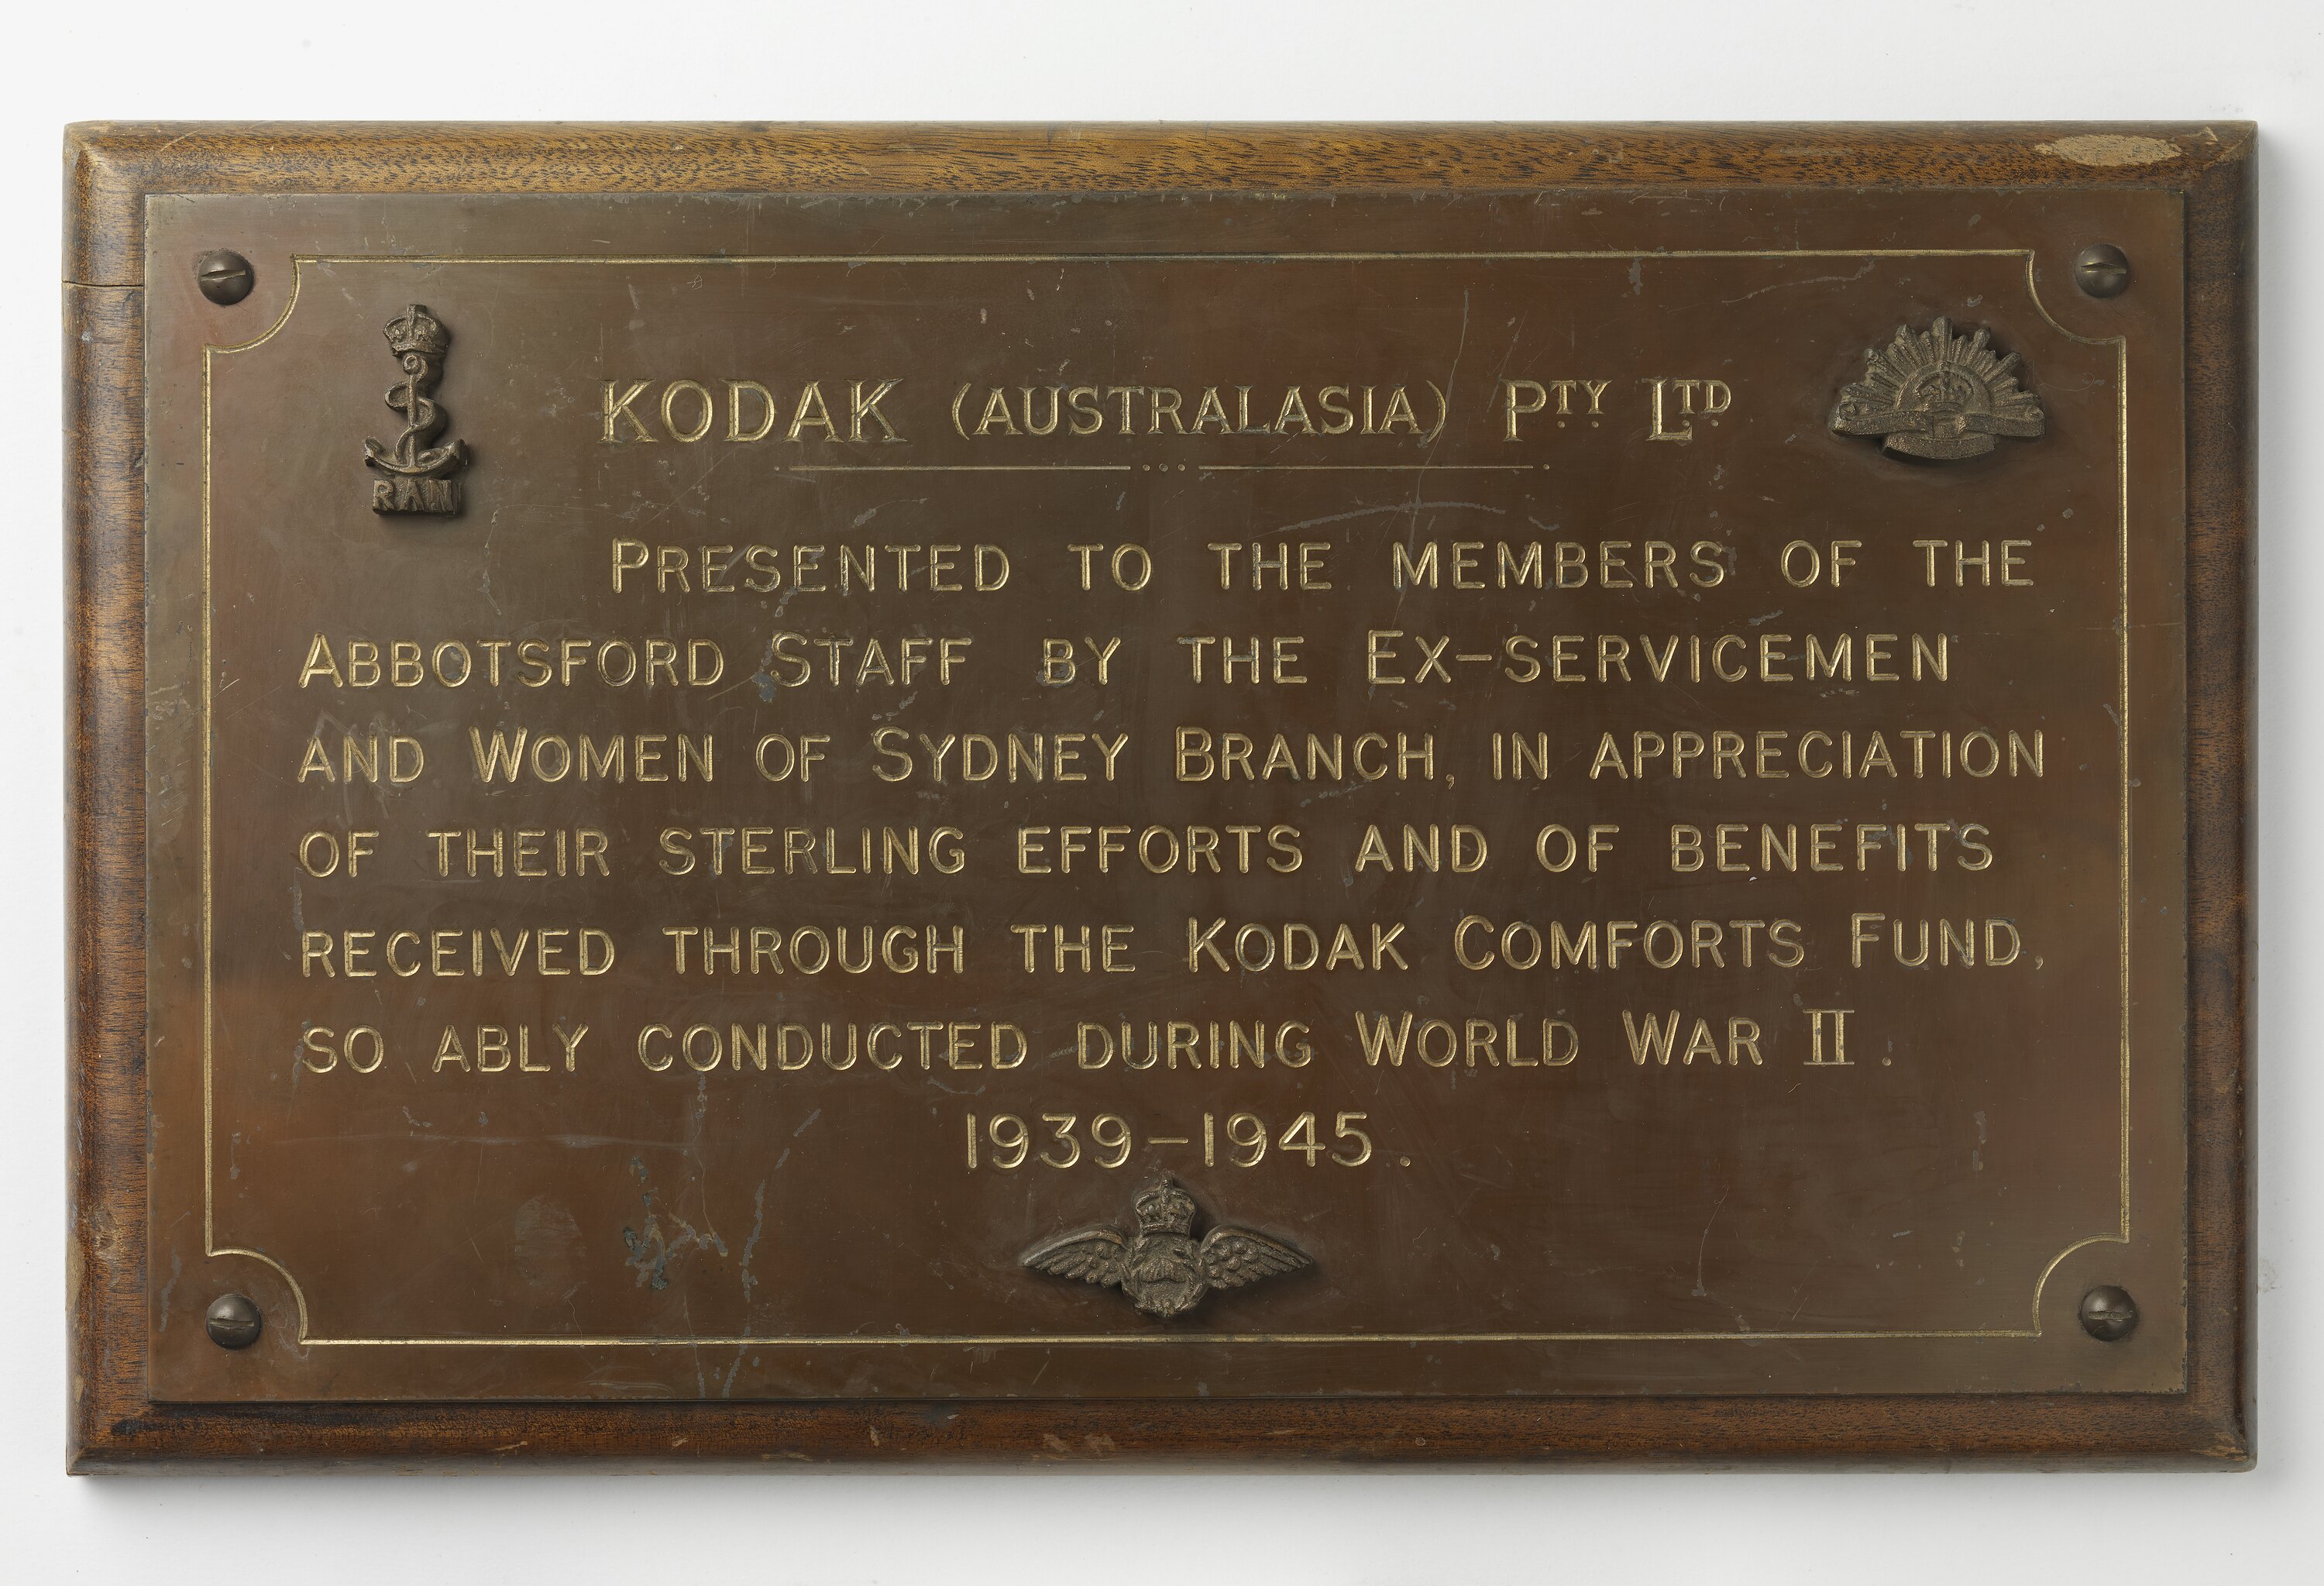 RAN
KODAK (AUSTRALASIA) PTY LTD
PRESENTED TO THE MEMBERS OF THE
ABBOTSFORD STAFF BY THE EX-SERVICEMEN
AND WOMEN OF SYDNEY BRANCH, IN APPRECIATION
OF THEIR STERLING EFFORTS AND OF BENEFITS
RECEIVED THROUGH THE KODAK COMFORTS FUND,
SO ABLY CONDUCTED DURING WORLD WAR II.
1939-1945.